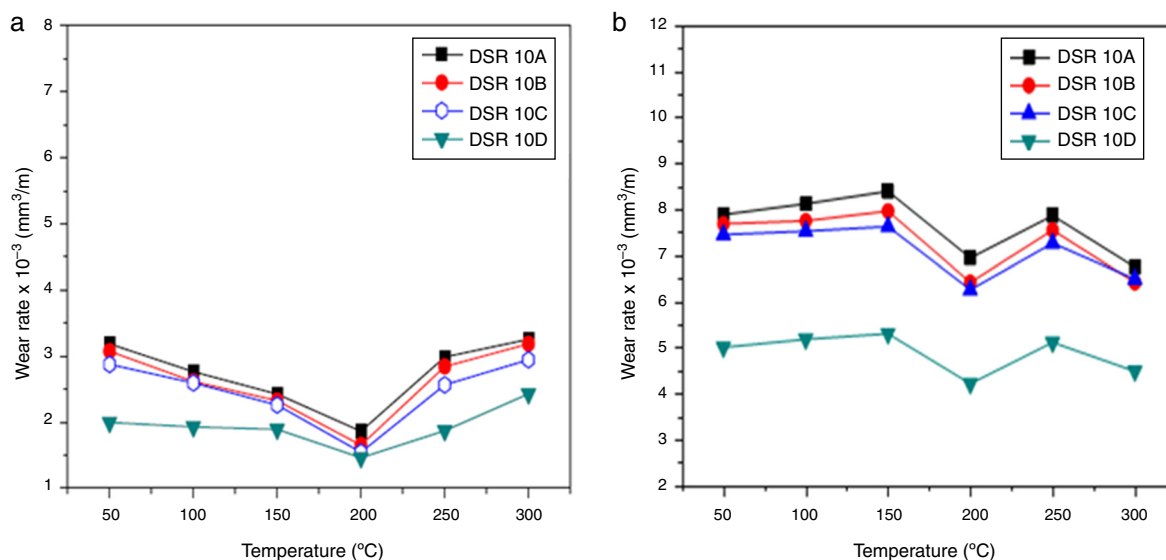 a
8
7
6
5
4
3
2
1
Wear rate x 10⁻³ (mm³/m)
DSR 10A
DSR 10B
DSR 10C
DSR 10D
50 100 150 200 250 300
Temperature (ºC)
b
12
11
10
9
8
7
6
5
4
3
2
Wear rate x 10⁻³ (mm³/m)
DSR 10A
DSR 10B
DSR 10C
DSR 10D
50 100 150 200 250 300
Temperature (ºC)